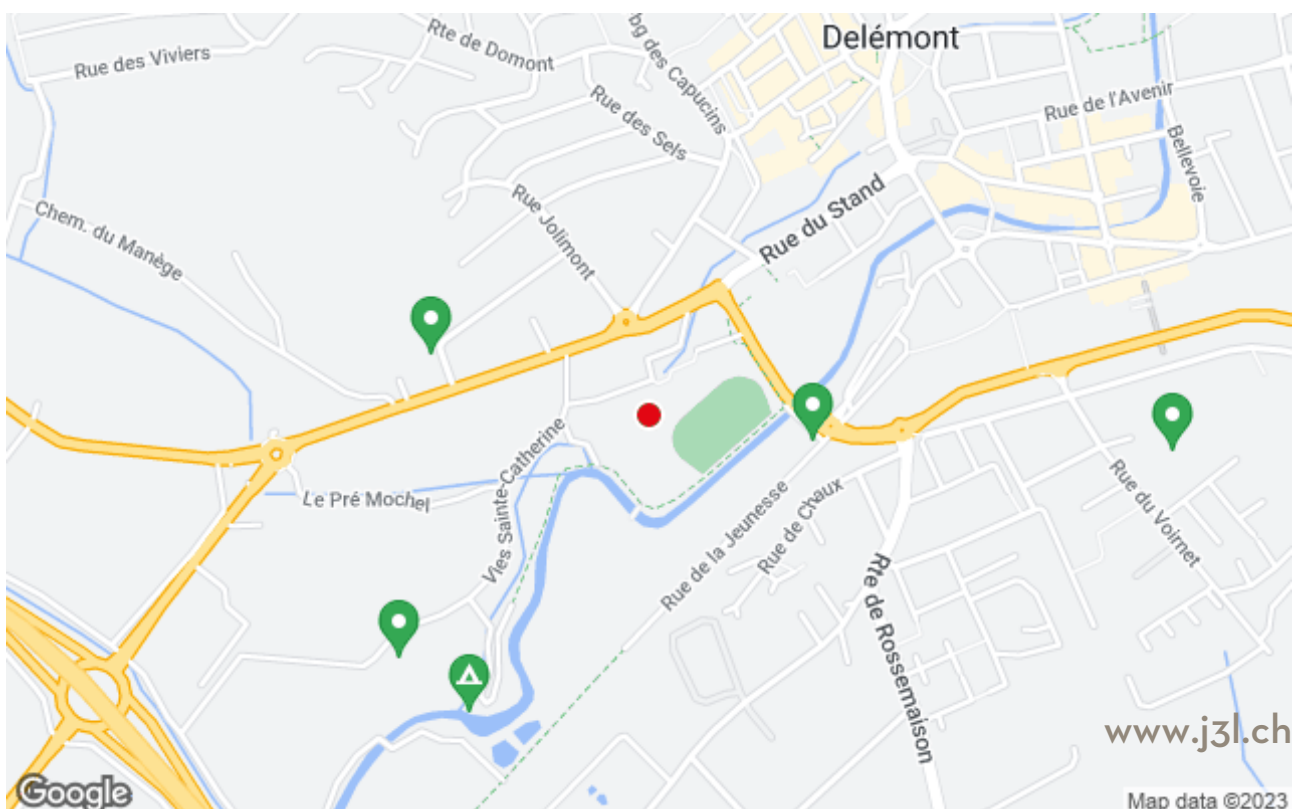 Delémont
Rte de Domont
bg des Capucins
Rue des Viviers
Rue de l'Avenir
Rue des Sels
Bellevoie
Rue du Stand
Rue Jolimont
Chem. du Manège
Vies Sainte-Catherine
Le Pré Mochel
Rue de la Jeunesse
Rue de Chaux
Rue du Voirnet
Rte de Rossemaison
www.j3l.ch
Google
Map data ©2023